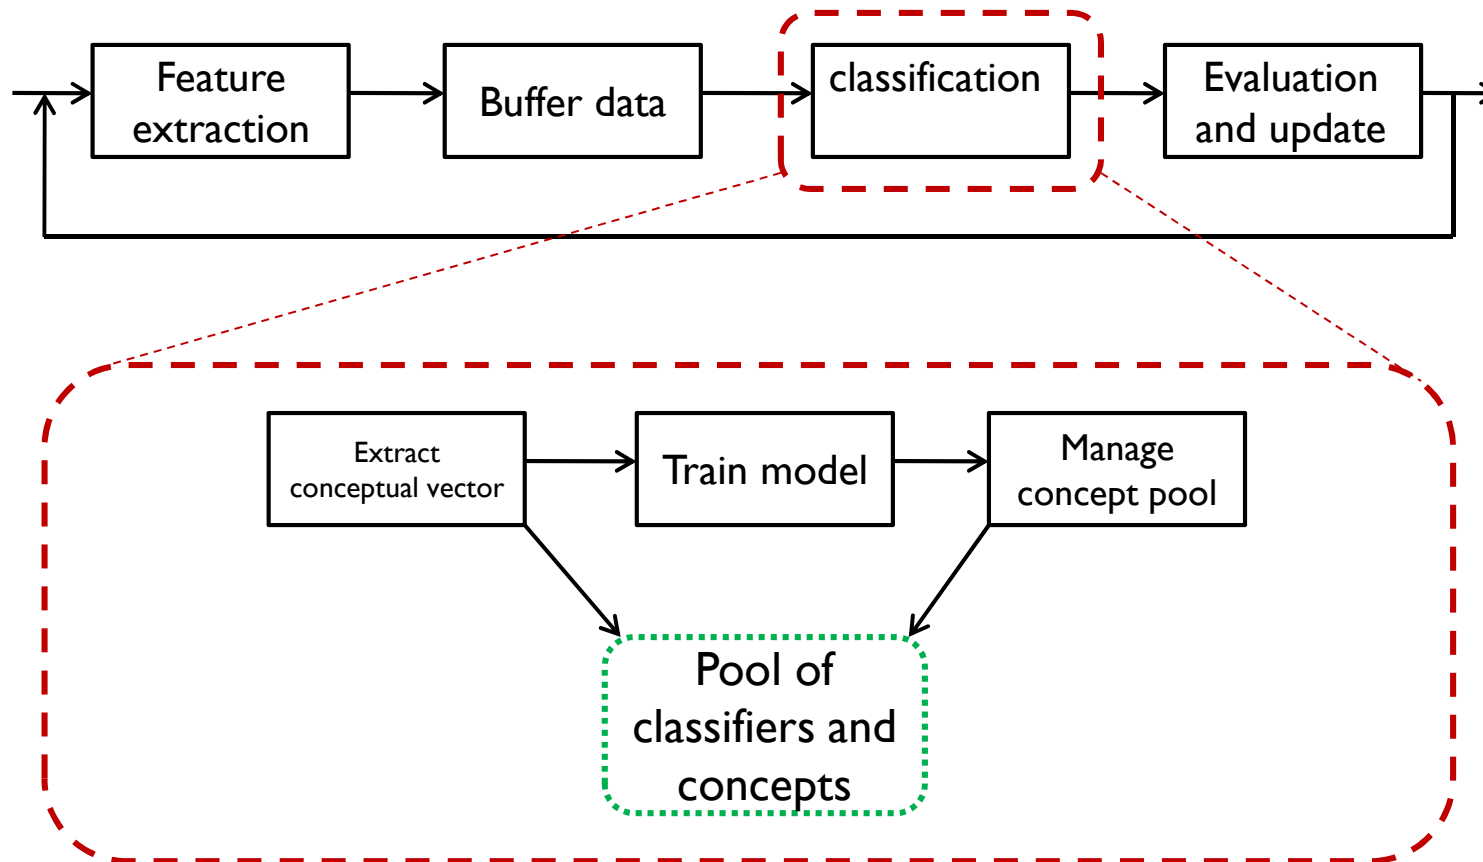 Feature
extraction
Buffer data
classification
Evaluation
and update
Extract
conceptual vector
Train model
Manage
concept pool
Pool of
classifiers and
concepts